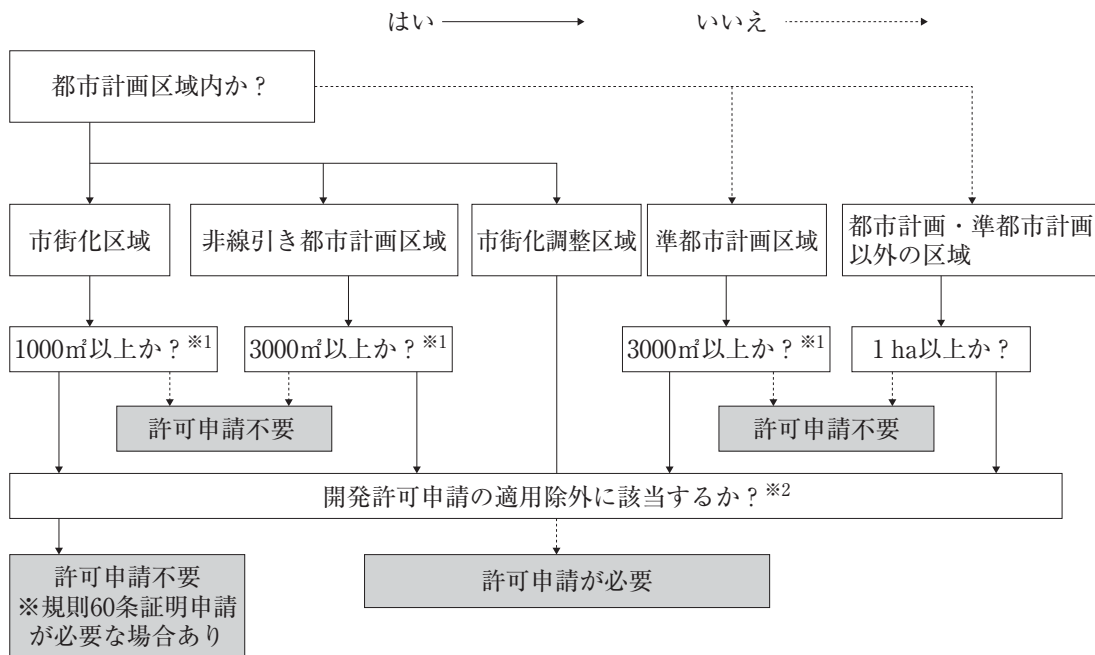 はい
いいえ
都市計画区域内か？
市街化区域
非線引き都市計画区域
市街化調整区域
準都市計画区域
都市計画・準都市計画
以外の区域
1000㎡以上か？※1
3000㎡以上か？※1
3000㎡以上か？※1
1 ha以上か？
許可申請不要
許可申請不要
開発許可申請の適用除外に該当するか？※2
許可申請不要
※規則60条証明申請
が必要な場合あり
許可申請が必要